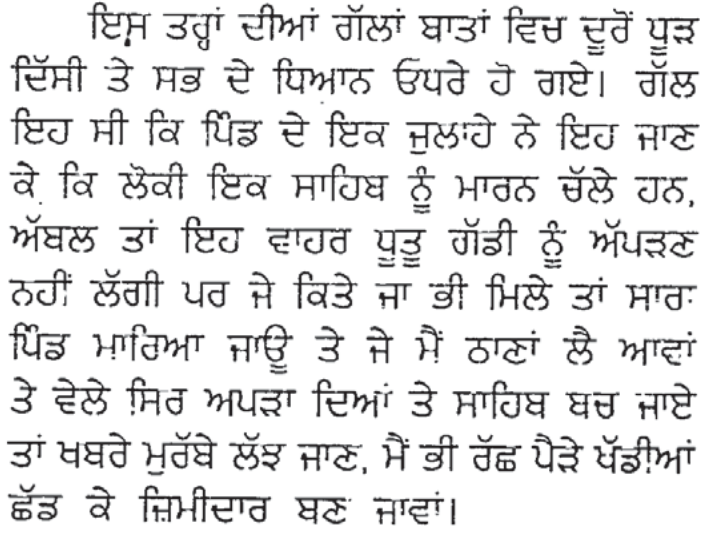 ਇਸ ਤਰ੍ਹਾਂ ਦੀਆਂ ਗੱਲਾਂ ਬਾਤਾਂ ਵਿਚ ਦੂਰੋਂ ਧੂੜ
ਦਿੱਸੀ ਤੇ ਸਭ ਦੇ ਧਿਆਨ ਓਧਰੇ ਹੋ ਗਏ। ਗੱਲ
ਇਹ ਸੀ ਕਿ ਪਿੰਡ ਦੇ ਇਕ ਜੁਲਾਹੇ ਨੇ ਇਹ ਜਾਣ
ਕੇ ਕਿ ਲੋਕੀ ਇਕ ਸਾਹਿਬ ਨੂੰ ਮਾਰਨ ਚੱਲੇ ਹਨ,
ਅੱਬਲ ਤਾਂ ਇਹ ਵਾਹਰ ਧੂਤੂ ਗੱਡੀ ਨੂੰ ਅੱਪੜਣ
ਨਹੀਂ ਲੱਗੀ ਪਰ ਜੇ ਕਿਤੇ ਜਾ ਭੀ ਮਿਲੇ ਤਾਂ ਸਾਰਾ
ਪਿੰਡ ਮਾਰਿਆ ਜਾਊ ਤੇ ਜੇ ਮੈਂ ਠਾਣਾਂ ਲੈ ਆਵਾਂ
ਤੇ ਵੇਲੇ ਸਿਰ ਅਪੜਾ ਦਿਆਂ ਤੇ ਸਾਹਿਬ ਬਚ ਜਾਏ
ਤਾਂ ਖਬਰੇ ਮੁਰੱਬੇ ਲੱਝ ਜਾਣ, ਮੈਂ ਭੀ ਰੱਛ ਪੈੜੇ ਖੱਡੀਆਂ
ਛੱਡ ਕੇ ਜ਼ਿਮੀਦਾਰ ਬਣ ਜਾਵਾਂ।